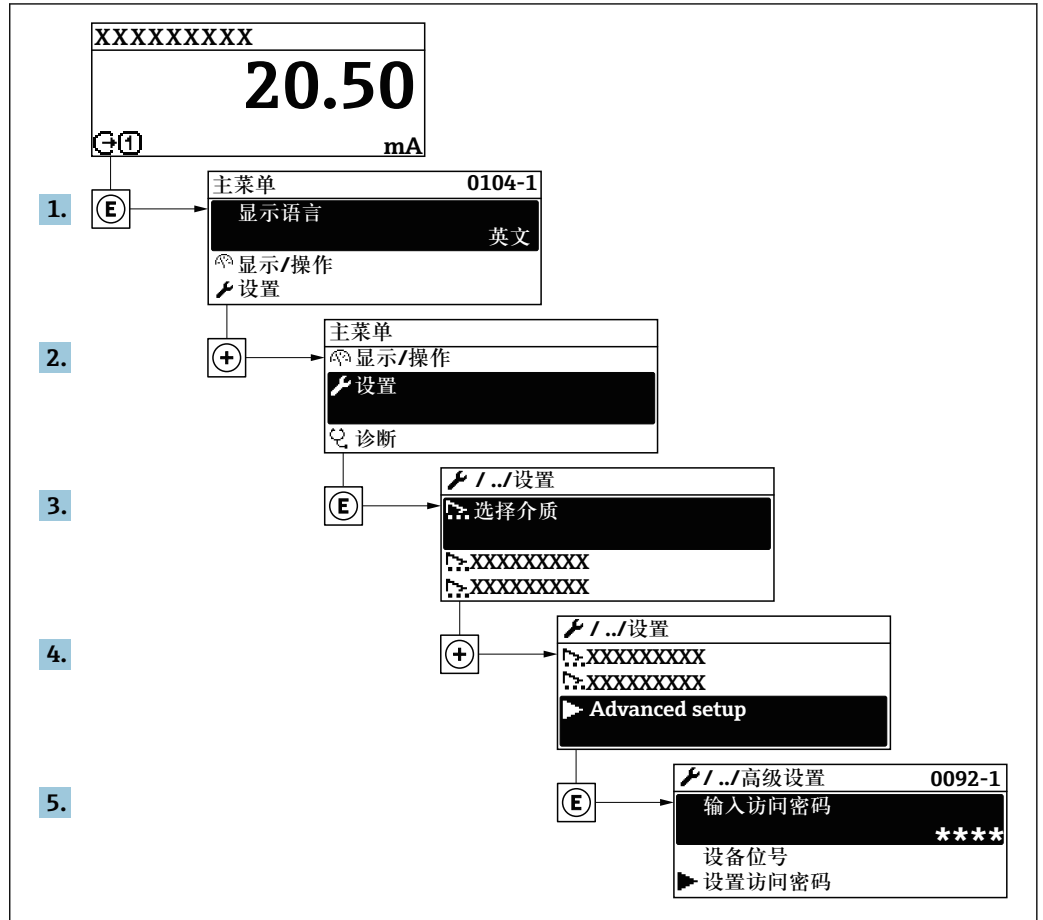 XXXXXXXXX
20.50
mA
1.
E
主菜单 0104-1
显示语言
英文
显示/操作
设置
2.
+
主菜单
显示/操作
设置
诊断
3.
E
/ ../设置
选择介质
XXXXXXXXX
XXXXXXXXX
4.
+
/ ../设置
XXXXXXXXX
XXXXXXXXX
Advanced setup
5.
E
/ ../高级设置 0092-1
输入访问密码
****
设备位号
设置访问密码